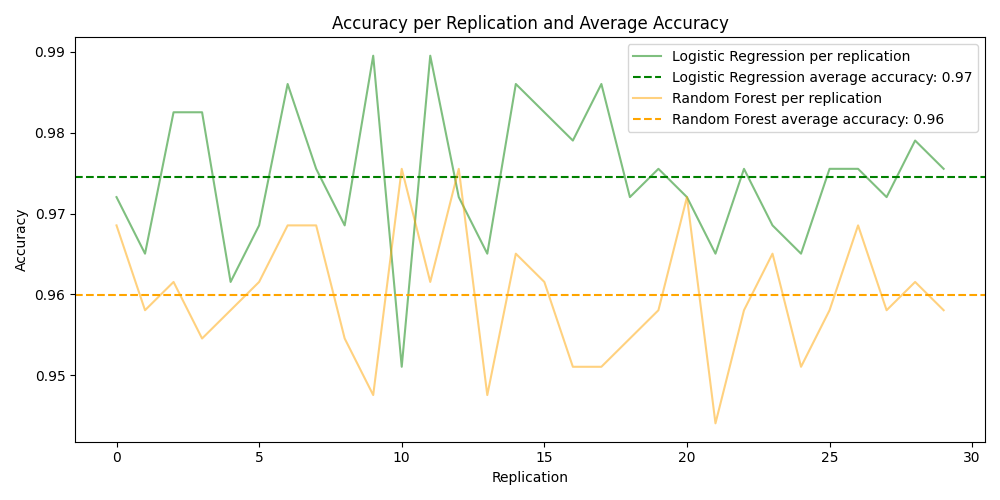 Accuracy per Replication and Average Accuracy
Logistic Regression per replication
Logistic Regression average accuracy: 0.97
Random Forest per replication
Random Forest average accuracy: 0.96
Accuracy
0.99
0.98
0.97
0.96
0.95
0 5 10 15 20 25 30
Replication